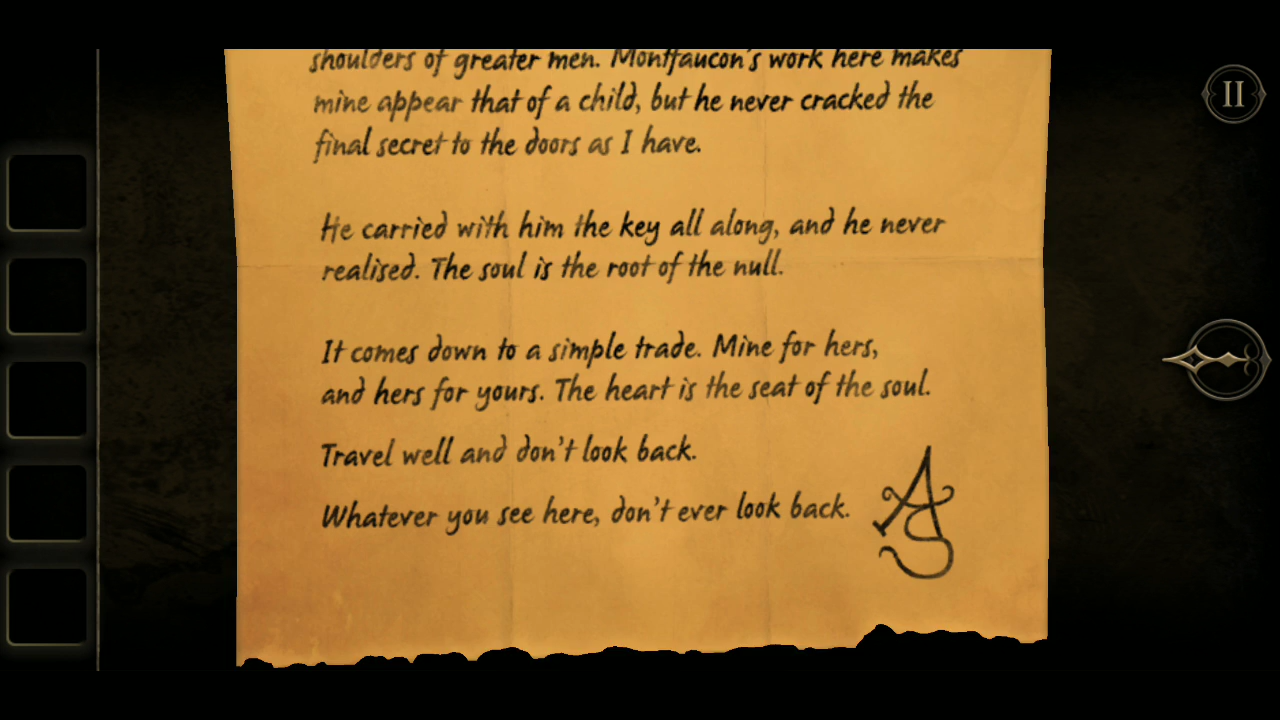 shoulders of greater men. Montfaucon's work here makes
mine appear that of a child, but he never cracked the
final secret to the doors as I have.
He carried with him the key all along, and he never
realised. The soul is the root of the null.
It comes down to a simple trade. Mine for hers,
and hers for yours. The heart is the seat of the soul.
Travel well and don't look back.
Whatever you see here, don't ever look back.
AS
II